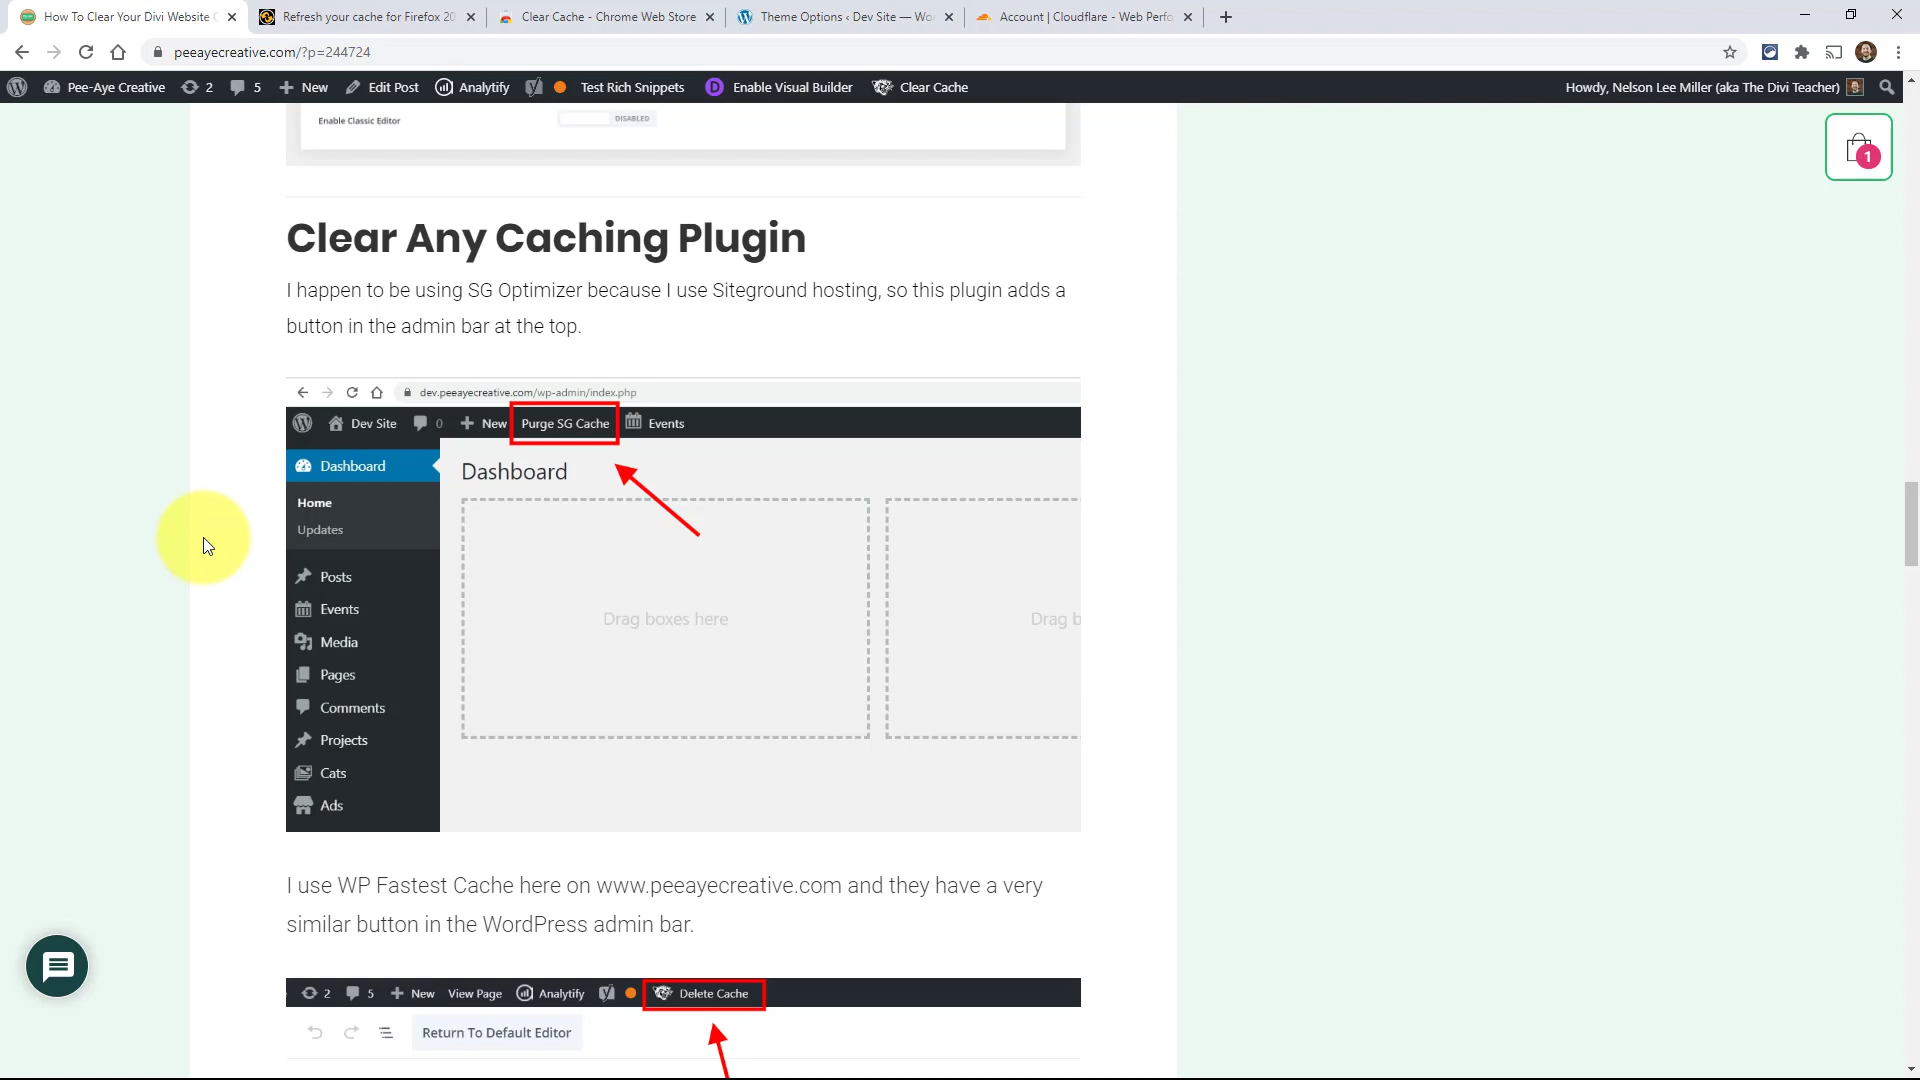 How To Clear Your Divi Website C
Refresh your cache for Firefox 20
Clear Cache - Chrome Web Store
Theme Options ‹ Dev Site — Wo
Account | Cloudflare - Web Perfo
peeayecreative.com/?p=244724
Pee-Aye Creative 2 5 New Edit Post Analytify Test Rich Snippets Enable Visual Builder Clear Cache Howdy, Nelson Lee Miller (aka The Divi Teacher)
Enable Classic Editor DISABLED
1
Clear Any Caching Plugin
I happen to be using SG Optimizer because I use Siteground hosting, so this plugin adds a
button in the admin bar at the top.
dev.peeayecreative.com/wp-admin/index.php
Dev Site 0 New Purge SG Cache Events
Dashboard
Dashboard
Home
Updates
Posts
Events
Media
Pages
Comments
Projects
Cats
Ads
Drag boxes here
Drag b
I use WP Fastest Cache here on www.peeayecreative.com and they have a very
similar button in the WordPress admin bar.
2 5 New View Page Analytify Delete Cache
Return To Default Editor